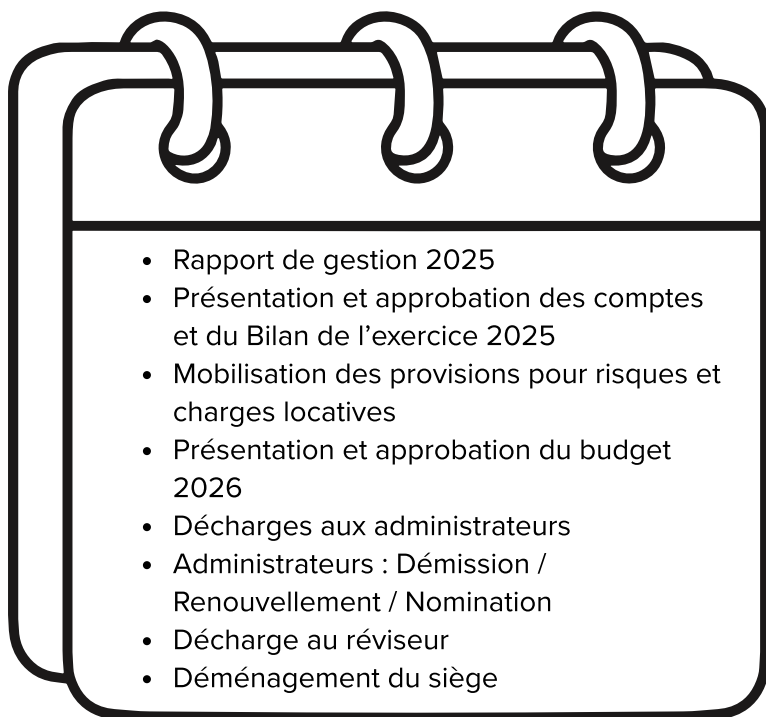 • Rapport de gestion 2025
• Présentation et approbation des comptes
et du Bilan de l’exercice 2025
• Mobilisation des provisions pour risques et
charges locatives
• Présentation et approbation du budget
2026
• Décharges aux administrateurs
• Administrateurs : Démission /
Renouvellement / Nomination
• Décharge au réviseur
• Déménagement du siège